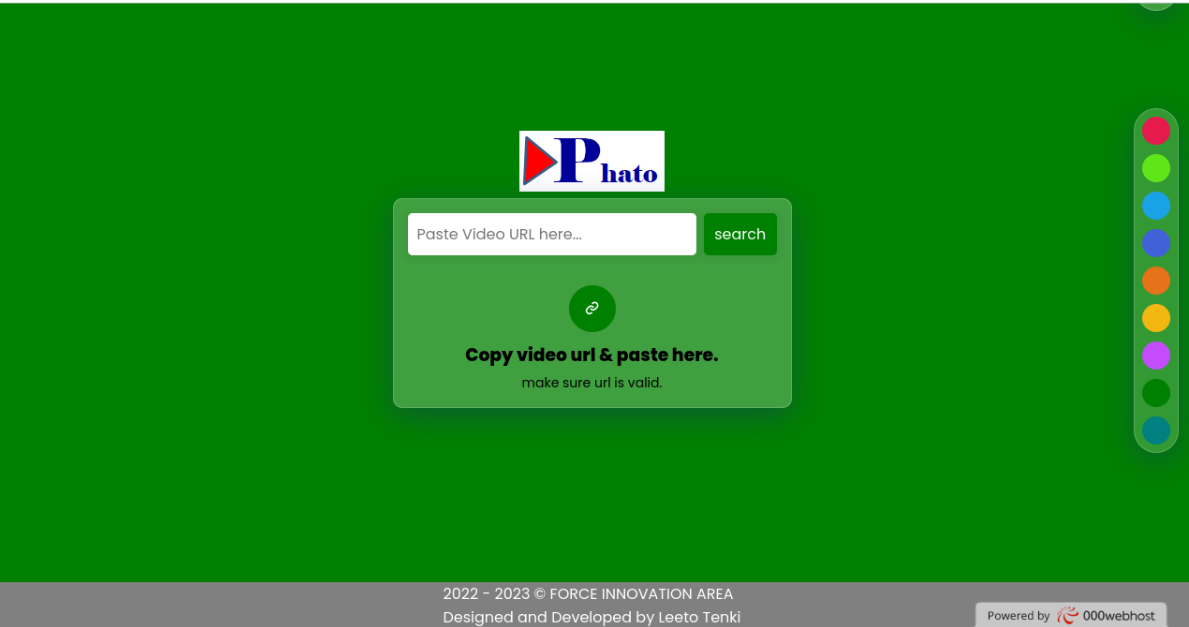 Phato
Paste Video URL here...
search
Copy video url & paste here.
make sure url is valid.
2022 - 2023 © FORCE INNOVATION AREA
Designed and Developed by Leeto Tenki
Powered by 000webhost